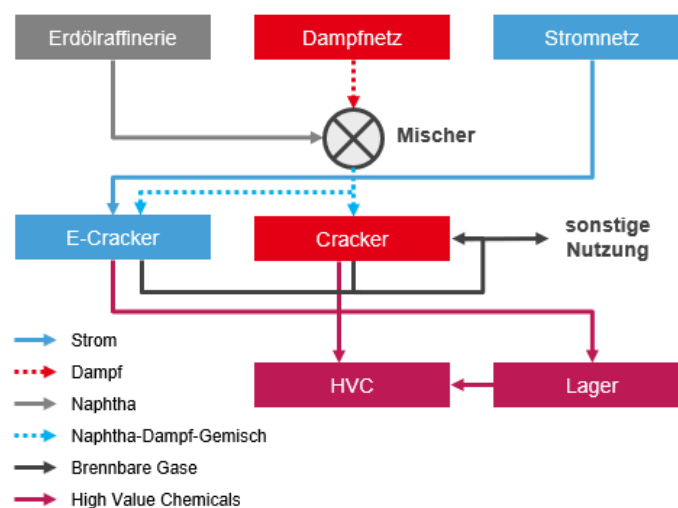 Erdölraffinerie
Dampfnetz
Stromnetz
Mischer
E-Cracker
Cracker
sonstige
Nutzung
HVC
Lager
Strom
Dampf
Naphtha
Naphtha-Dampf-Gemisch
Brennbare Gase
High Value Chemicals